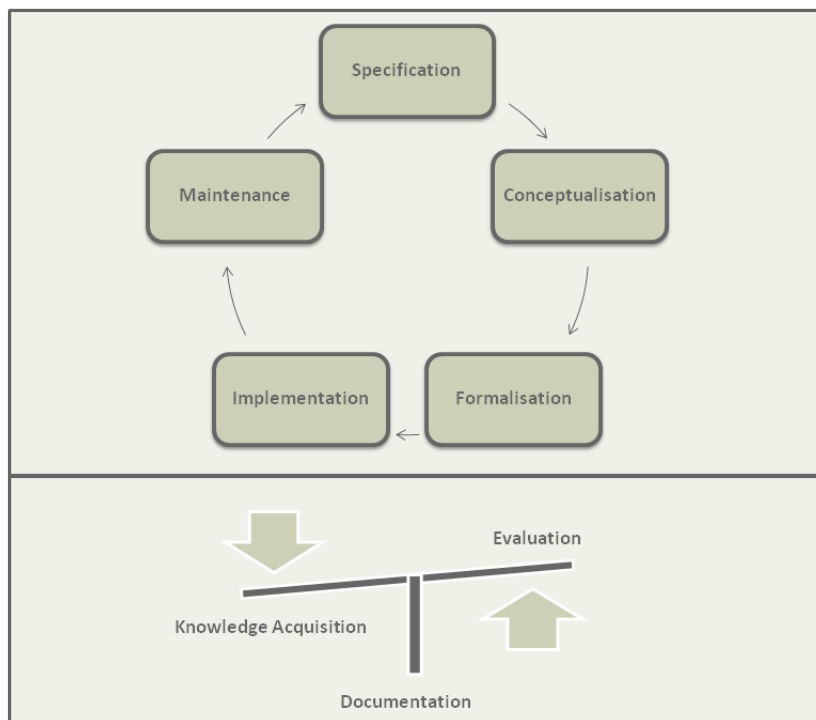 Specification
Maintenance
Conceptualisation
Implementation
Formalisation
Evaluation
Knowledge Acquisition
Documentation